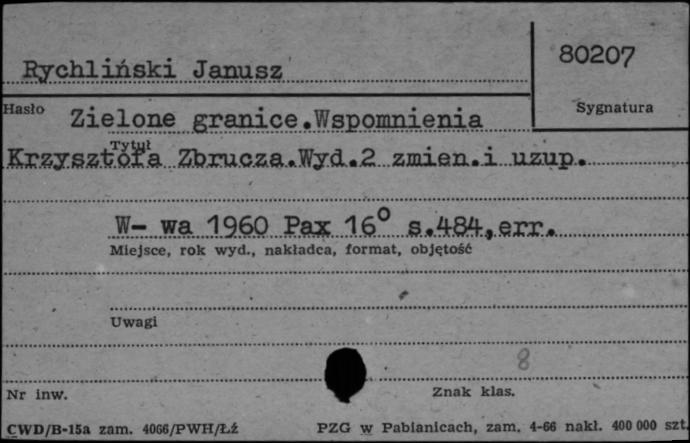 Rychliński Janusz
80207
Hasło
Sygnatura
Zielone granice.Wspomnienia
Tytuł
Krzysztofa Zbrucza.Wyd.2 zmien.i uzup.
W- wa 1960 Pax 16° s.484,err.
Miejsce, rok wyd., nakładca, format, objętość
Uwagi
8
Nr inw.
Znak klas.
CWD/B-15a zam. 4066/PWH/Łź
PZG w Pabianicach, zam. 4-66 nakł. 400 000 szt.